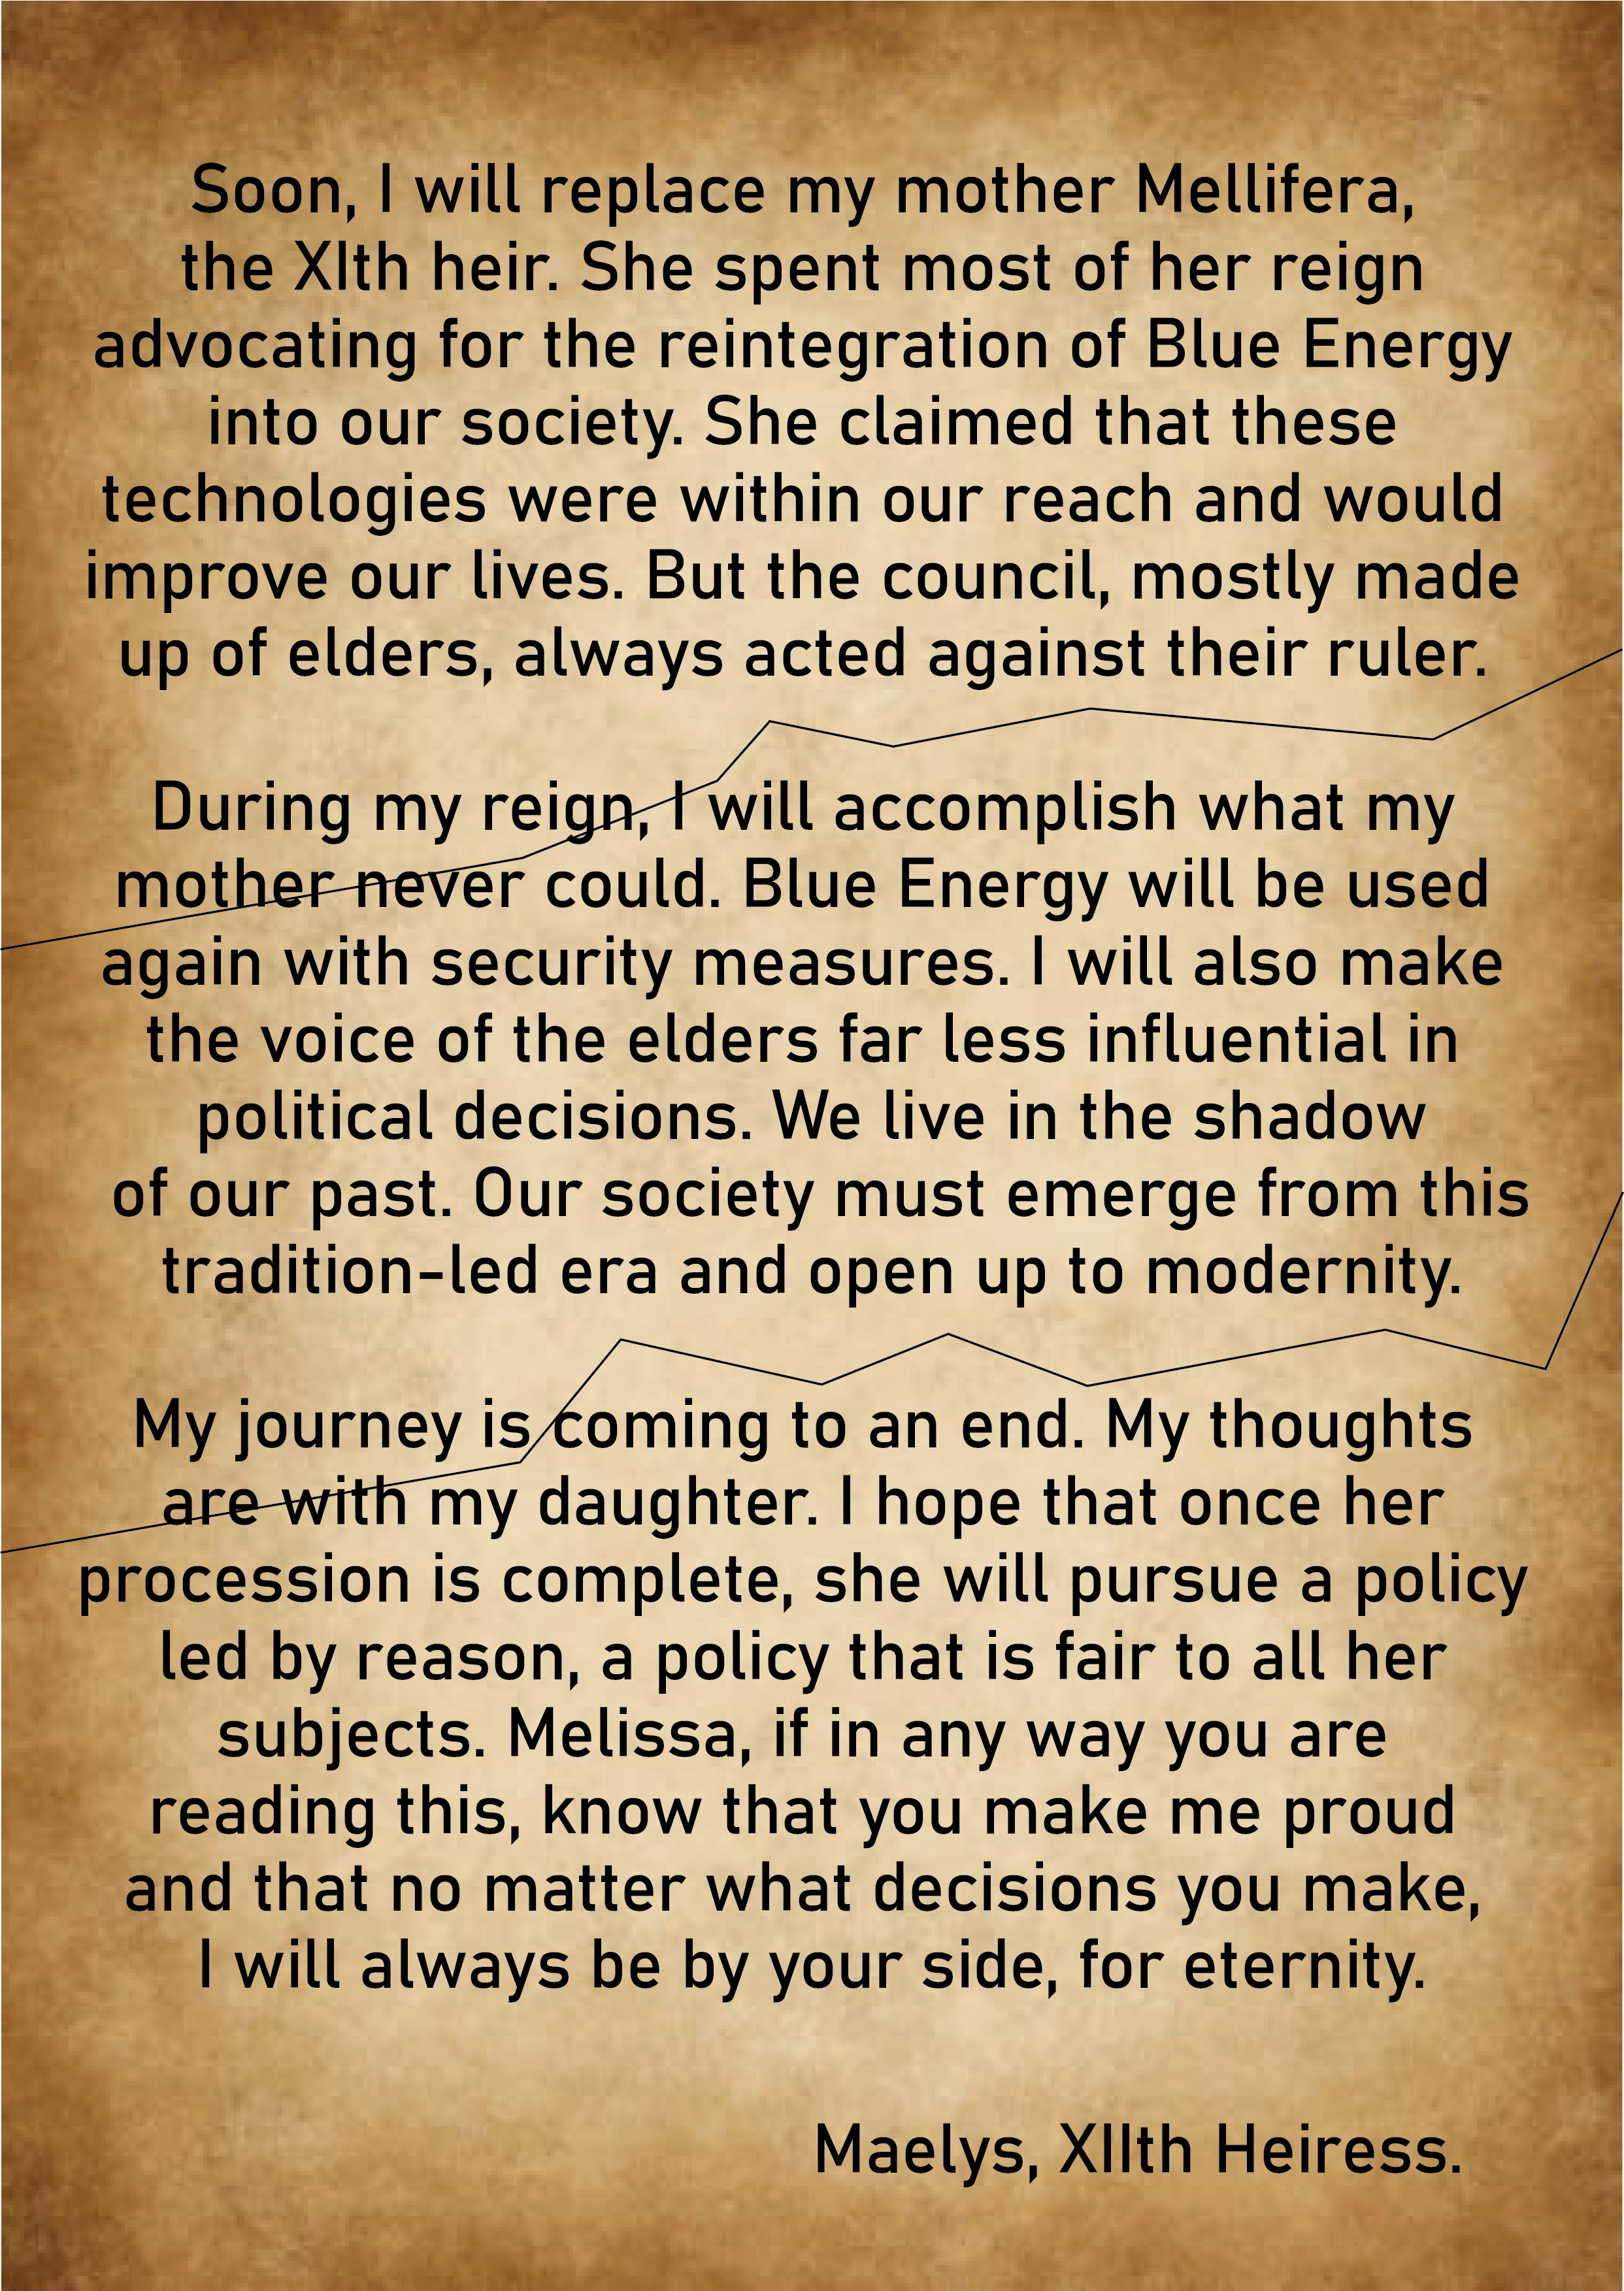 Soon, I will replace my mother Mellifera,
the XIth heir. She spent most of her reign
advocating for the reintegration of Blue Energy
into our society. She claimed that these
technologies were within our reach and would
improve our lives. But the council, mostly made
up of elders, always acted against their ruler.
During my reign, I will accomplish what my
mother never could. Blue Energy will be used
again with security measures. I will also make
the voice of the elders far less influential in
political decisions. We live in the shadow
of our past. Our society must emerge from this
tradition-led era and open up to modernity.
My journey is coming to an end. My thoughts
are with my daughter. I hope that once her
procession is complete, she will pursue a policy
led by reason, a policy that is fair to all her
subjects. Melissa, if in any way you are
reading this, know that you make me proud
and that no matter what decisions you make,
I will always be by your side, for eternity.
Maelys, XIIth Heiress.